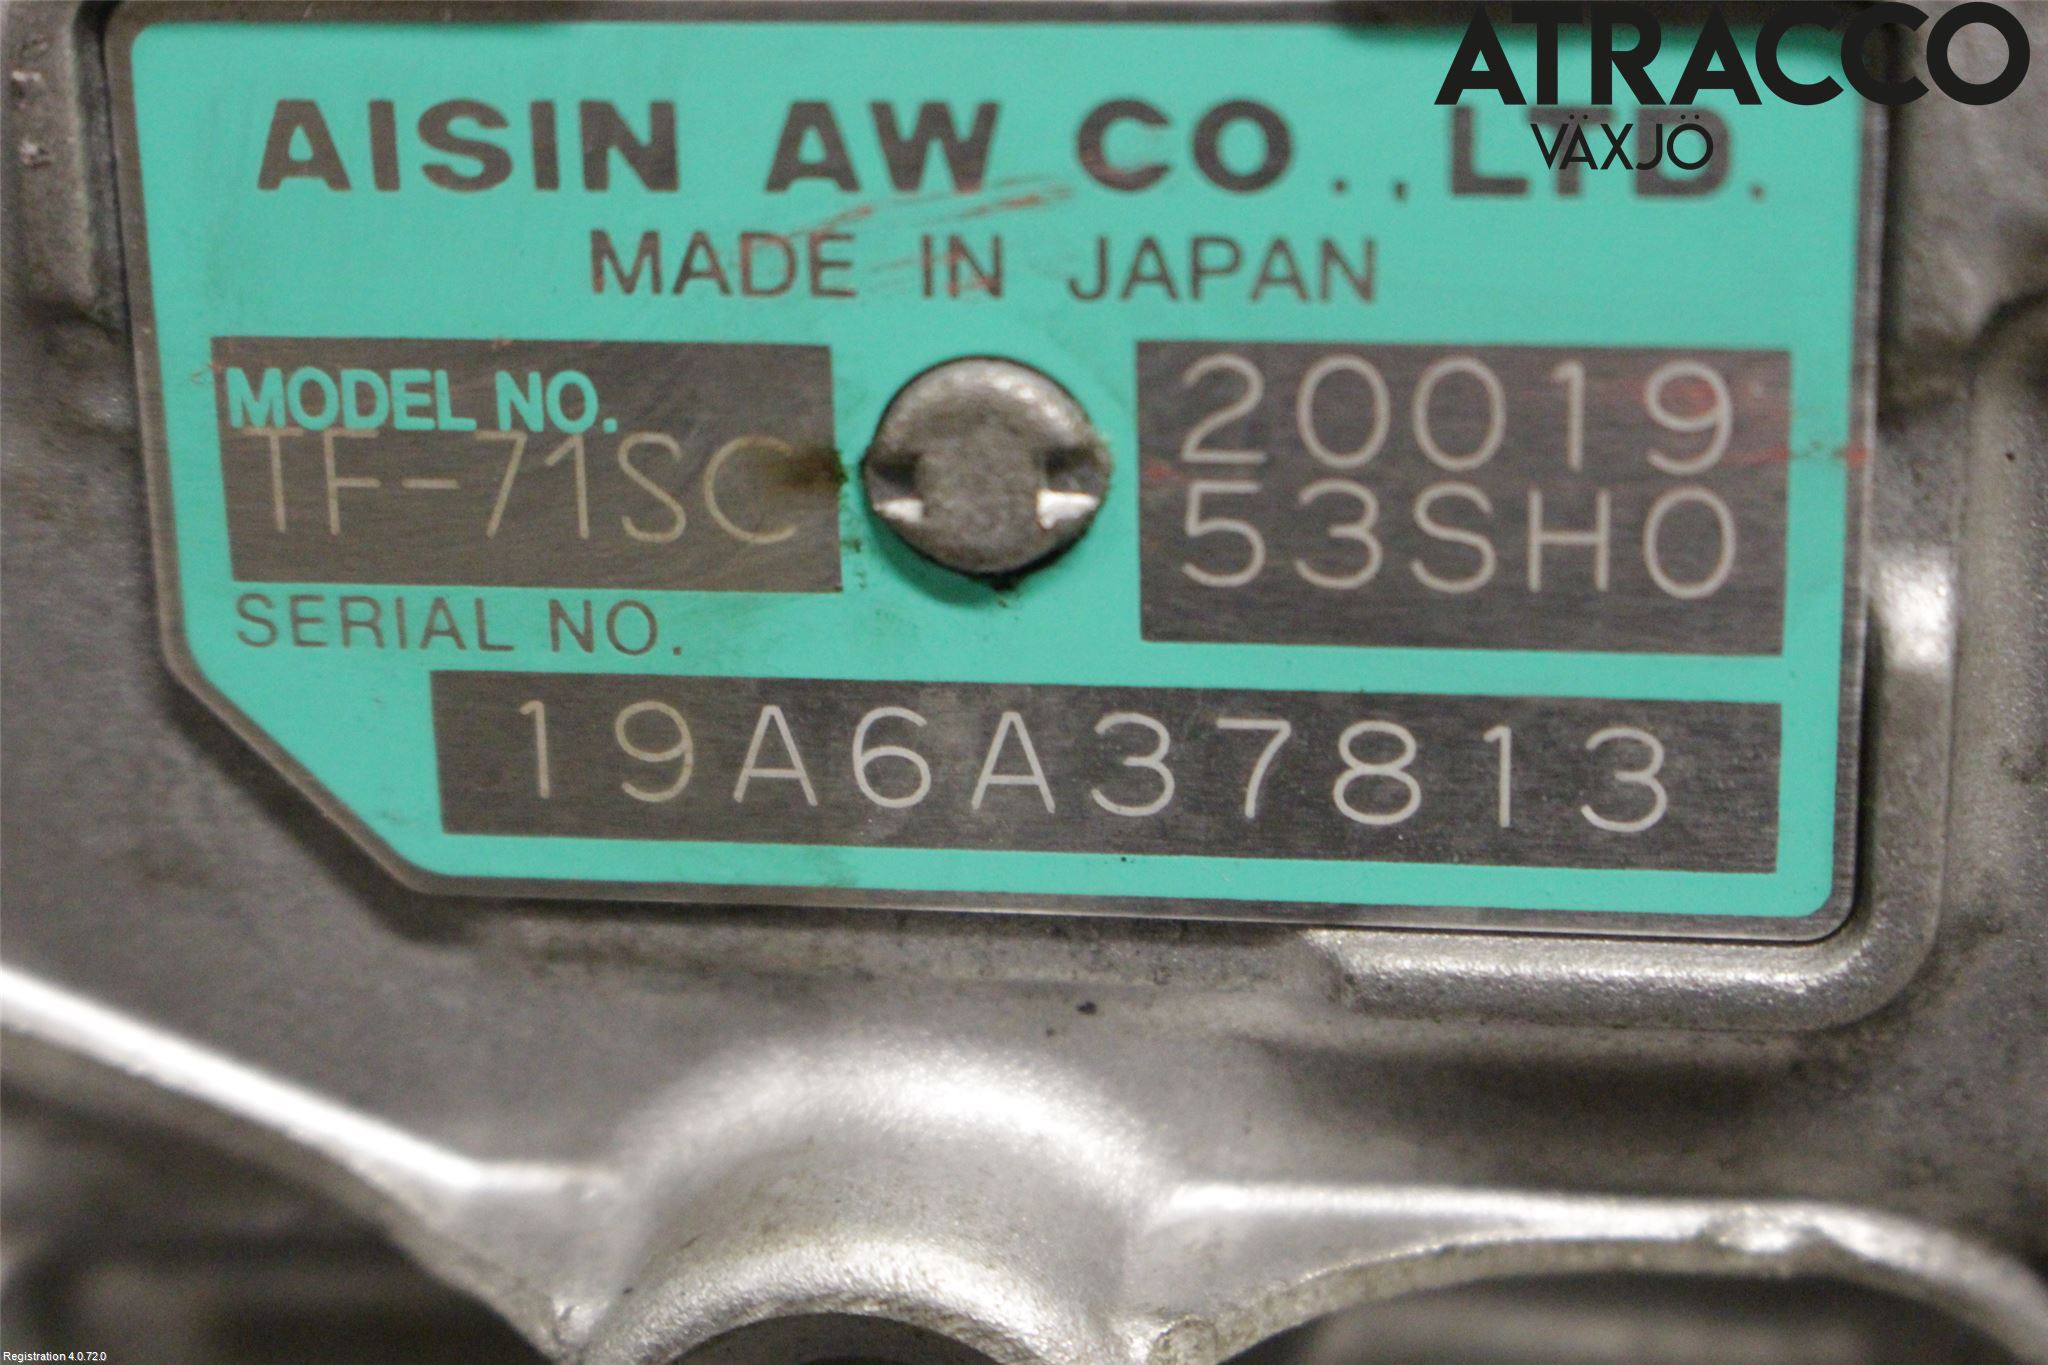 ATRACCO
VÄXJÖ
AISIN AW CO., LTD.
MADE IN JAPAN
MODEL NO.
TF-71SC
20019
53SH0
SERIAL NO.
19A6A37813
Registration 4.0.72.0